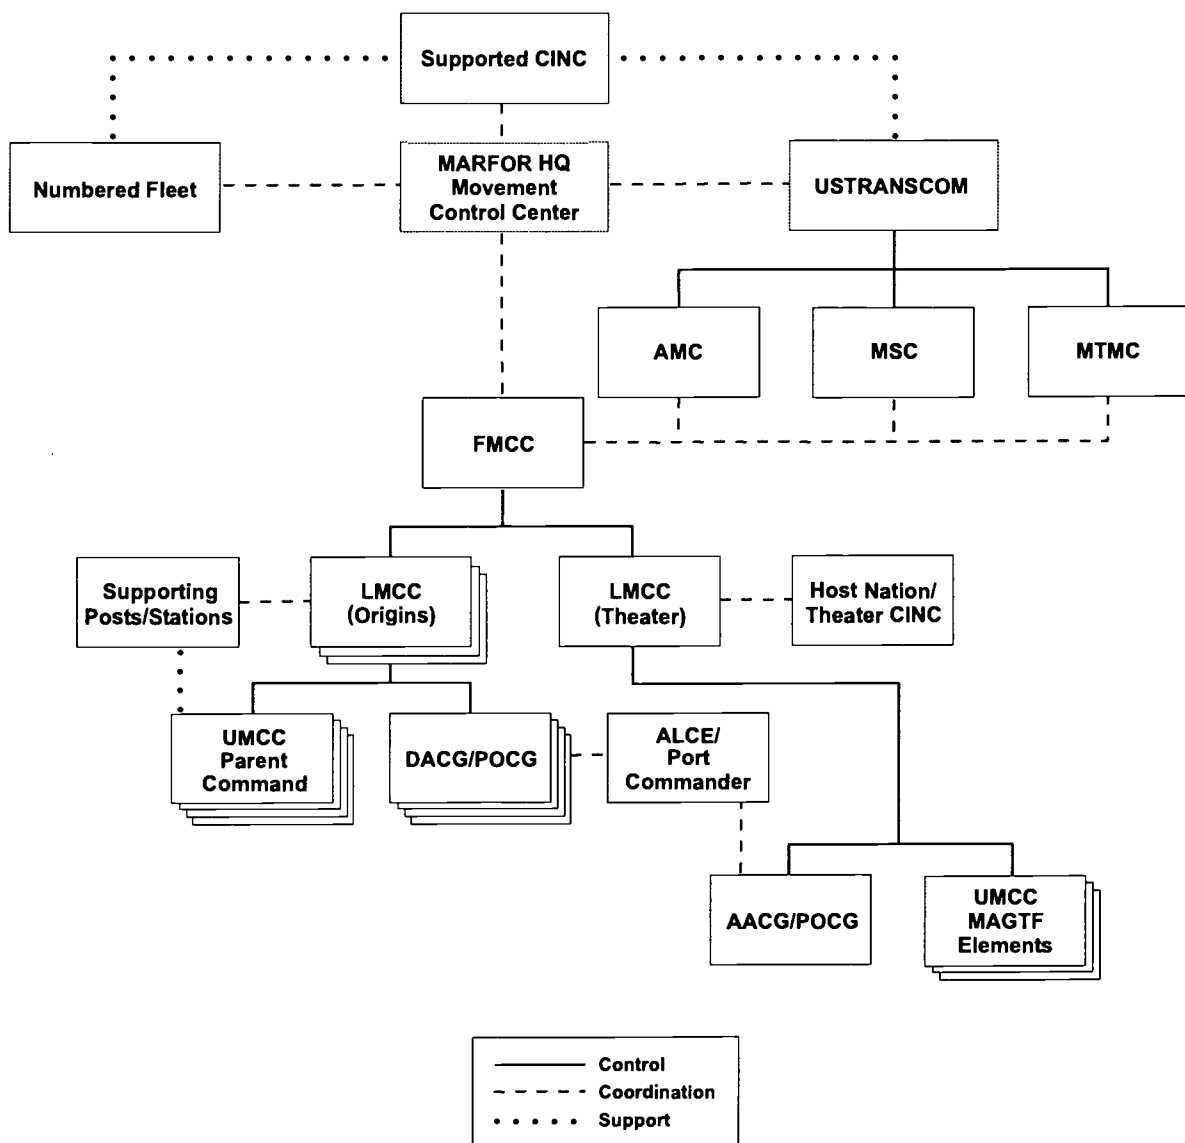 Supported CINC
Numbered Fleet
MARFOR HQ
Movement
Control Center
USTRANSCOM
AMC
MSC
MTMC
FMCC
Supporting
Posts/Stations
LMCC
(Origins)
LMCC
(Theater)
Host Nation/
Theater CINC
UMCC
Parent
Command
DACG/POCG
ALCE/
Port
Commander
AACG/POCG
UMCC
MAGTF
Elements
Control
Coordination
Support